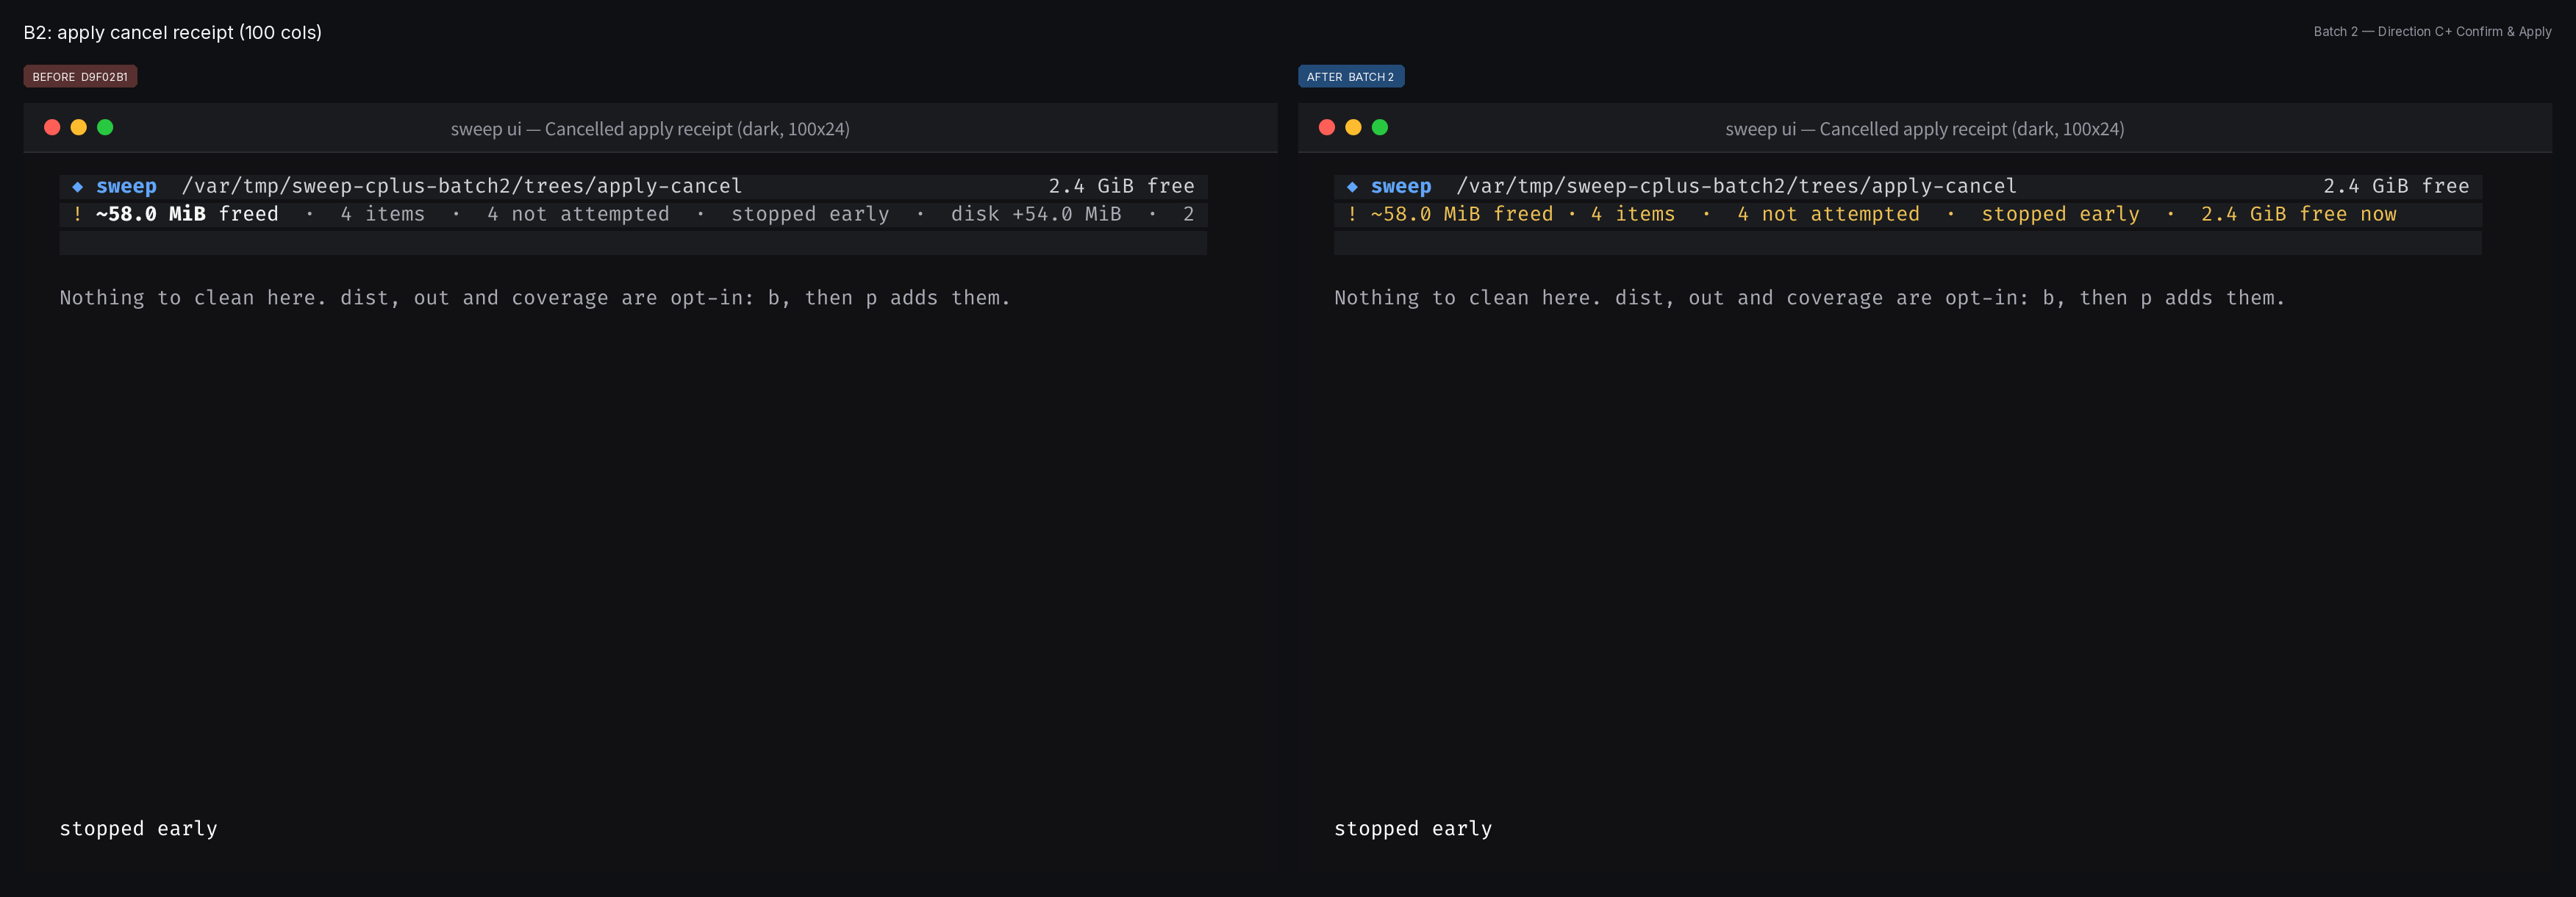 B2: apply cancel receipt (100 cols)
Batch 2 — Direction C+ Confirm & Apply
BEFORE D9F02B1
sweep ui — Cancelled apply receipt (dark, 100x24)
◆ sweep /var/tmp/sweep-cplus-batch2/trees/apply-cancel 2.4 GiB free
! ~58.0 MiB freed · 4 items · 4 not attempted · stopped early · disk +54.0 MiB · 2
Nothing to clean here. dist, out and coverage are opt-in: b, then p adds them.
stopped early
AFTER BATCH 2
sweep ui — Cancelled apply receipt (dark, 100x24)
◆ sweep /var/tmp/sweep-cplus-batch2/trees/apply-cancel 2.4 GiB free
! ~58.0 MiB freed · 4 items · 4 not attempted · stopped early · 2.4 GiB free now
Nothing to clean here. dist, out and coverage are opt-in: b, then p adds them.
stopped early